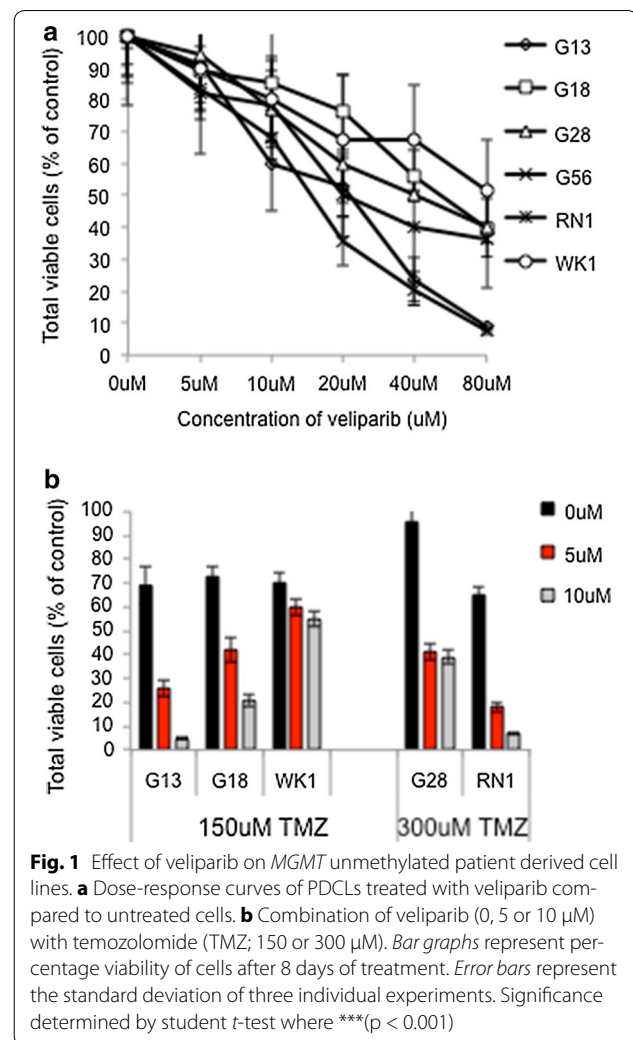 a
Total viable cells (% of control)
100
90
80
70
60
50
40
30
20
10
0
0uM 5uM 10uM 20uM 40uM 80uM
Concentration of veliparib (uM)
G13
G18
G28
G56
RN1
WK1
b
Total viable cells (% of control)
100
90
80
70
60
50
40
30
20
10
0
G13 G18 WK1 G28 RN1
150uM TMZ 300uM TMZ
0uM
5uM
10uM
Fig. 1 Effect of veliparib on MGMT unmethylated patient derived cell
lines. a Dose-response curves of PDCLs treated with veliparib com-
pared to untreated cells. b Combination of veliparib (0, 5 or 10 μM)
with temozolomide (TMZ; 150 or 300 μM). Bar graphs represent per-
centage viability of cells after 8 days of treatment. Error bars represent
the standard deviation of three individual experiments. Significance
determined by student t-test where ***(p < 0.001)